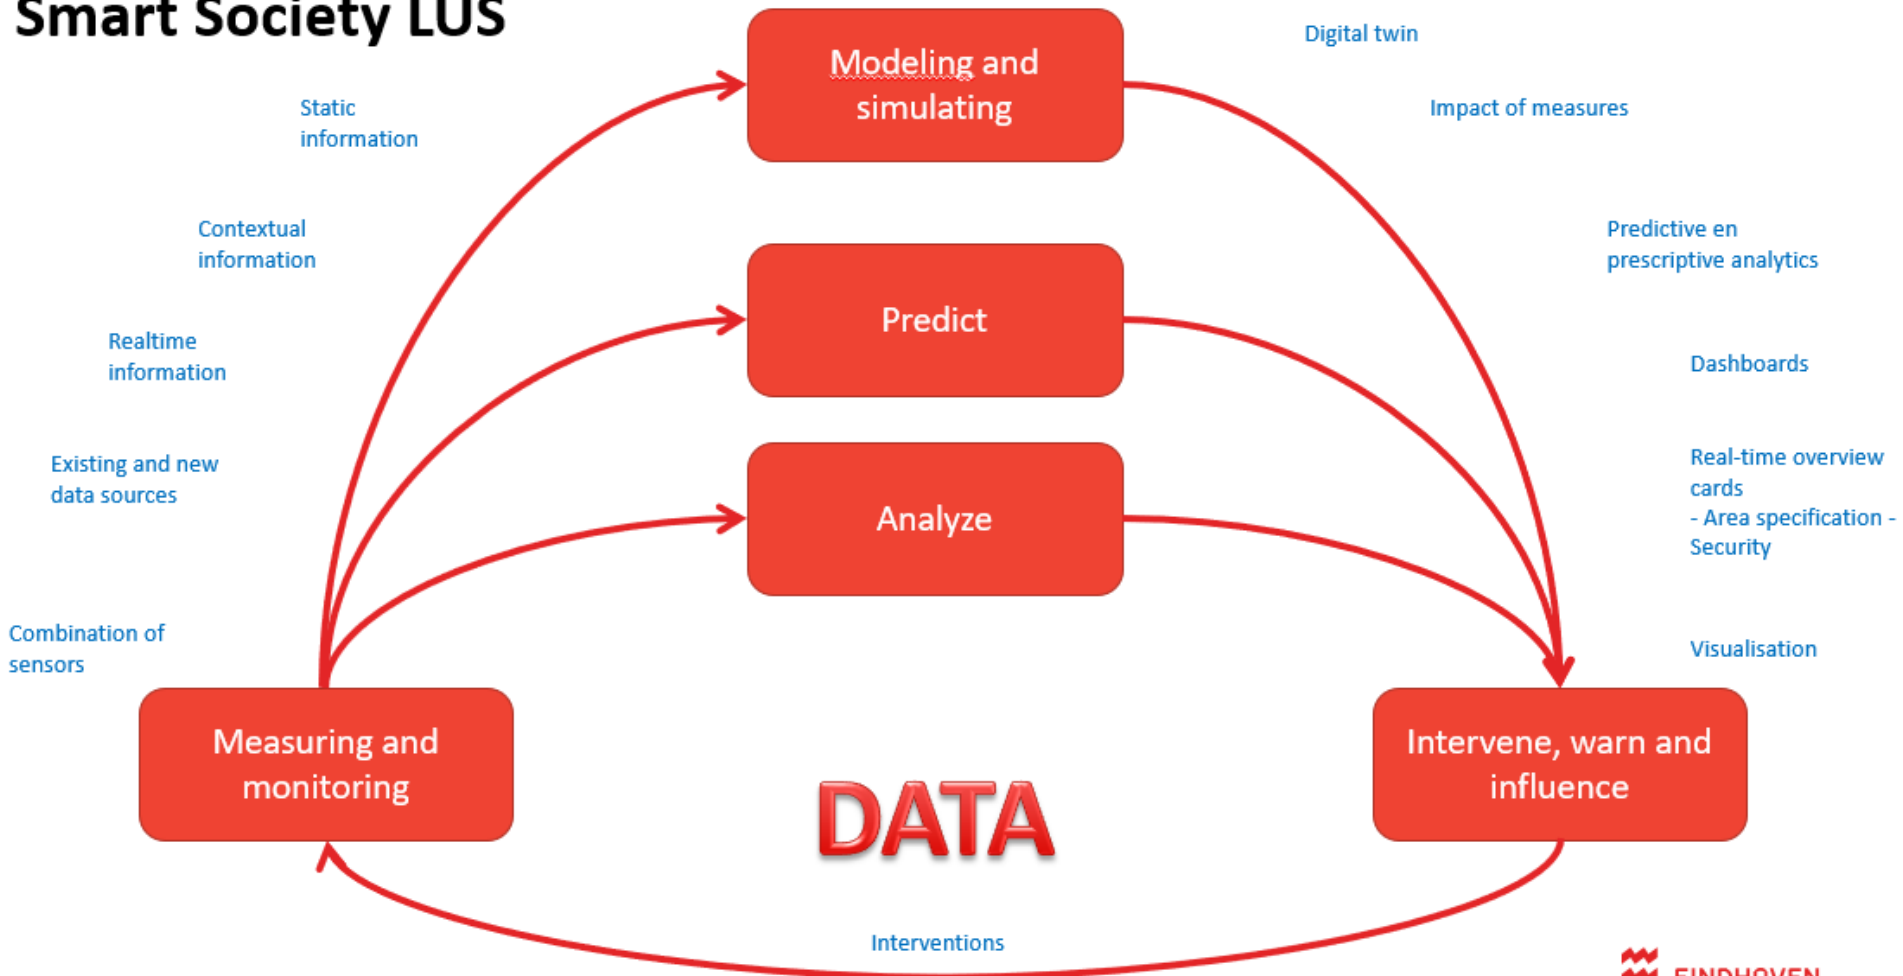 Smart Society LUS
Modeling and
simulating
Digital twin
Impact of measures
Static
information
Contextual
information
Predictive en
prescriptive analytics
Predict
Realtime
information
Dashboards
Existing and new
data sources
Analyze
Real-time overview
cards
- Area specification -
Security
Combination of
sensors
Visualisation
Measuring and
monitoring
Intervene, warn and
influence
DATA
Interventions
EINDHOVEN